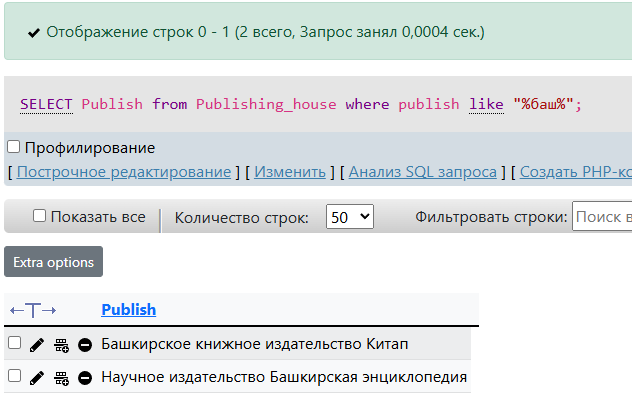 Отображение строк 0 - 1 (2 всего, Запрос занял 0,0004 сек.)
SELECT Publish from Publishing_house where publish like "%баш%";
Профилирование
[ Построчное редактирование ] [ Изменить ] [ Анализ SQL запроса ] [ Создать PHP-ко
Показать все Количество строк: 50 Фильтровать строки: Поиск в
Extra options
←T→ Publish
Башкирское книжное издательство Китап
Научное издательство Башкирская энциклопедия